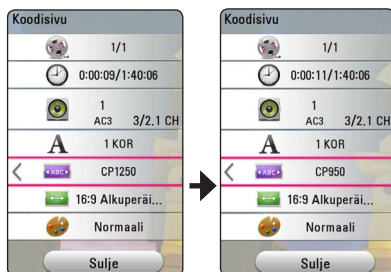 Koodisivu
1/1
0:00:09/1:40:06
1
AC3 3/2.1 CH
A 1 KOR
ABC CP1250
16:9 Alkuperäi...
Normaali
Sulje
Koodisivu
1/1
0:00:11/1:40:06
1
AC3 3/2.1 CH
A 1 KOR
ABC CP950
16:9 Alkuperäi...
Normaali
Sulje